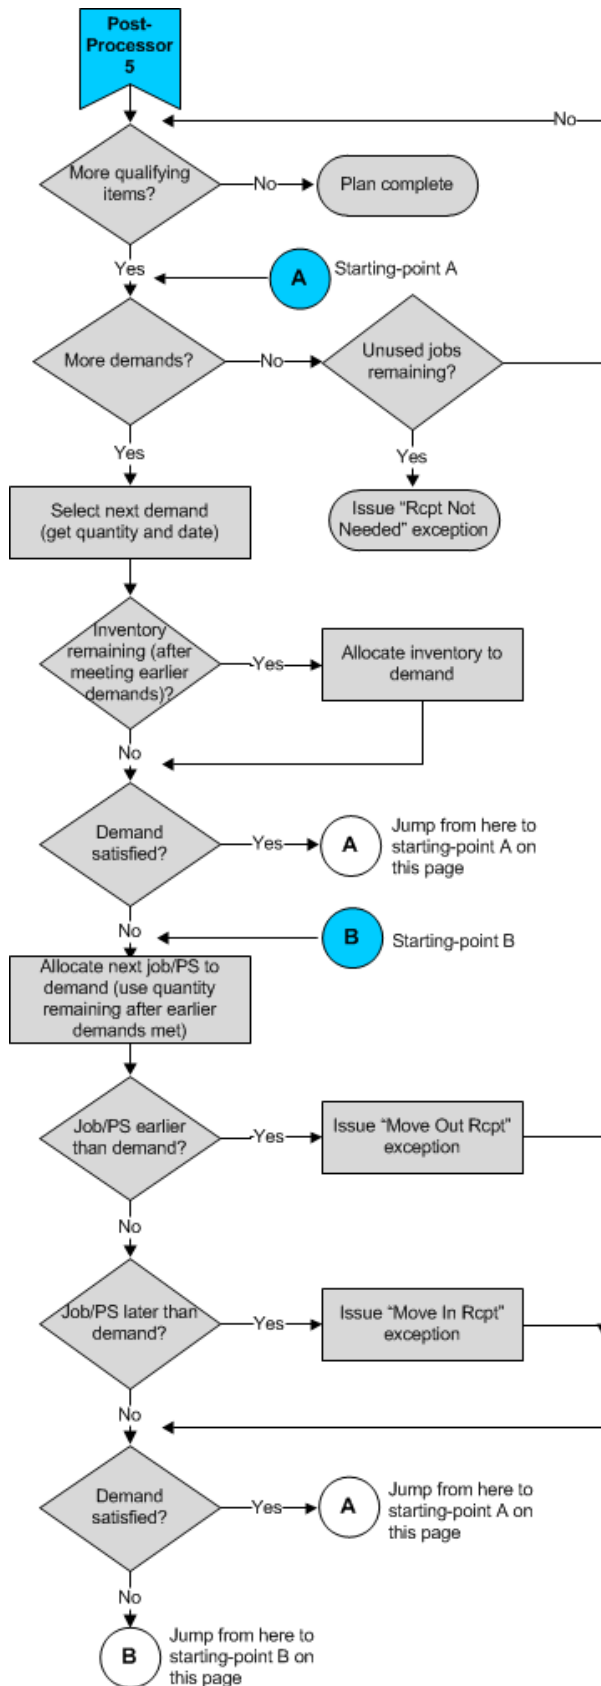 Post-
Processor
5
No
More qualifying
items?
No
Plan complete
Yes
A
Starting-point A
More demands?
No
Unused jobs
remaining?
Yes
Yes
Select next demand
(get quantity and date)
Issue “Rcpt Not
Needed” exception
Inventory
remaining (after
meeting earlier
demands)?
Yes
Allocate inventory to
demand
No
Demand
satisfied?
Yes
A
Jump from here to
starting-point A on
this page
No
B
Starting-point B
Allocate next job/PS to
demand (use quantity
remaining after earlier
demands met)
Job/PS earlier
than demand?
Yes
Issue “Move Out Rcpt”
exception
No
Job/PS later than
demand?
Yes
Issue “Move In Rcpt”
exception
No
Demand
satisfied?
Yes
A
Jump from here to
starting-point A on
this page
No
B
Jump from here to
starting-point B on
this page